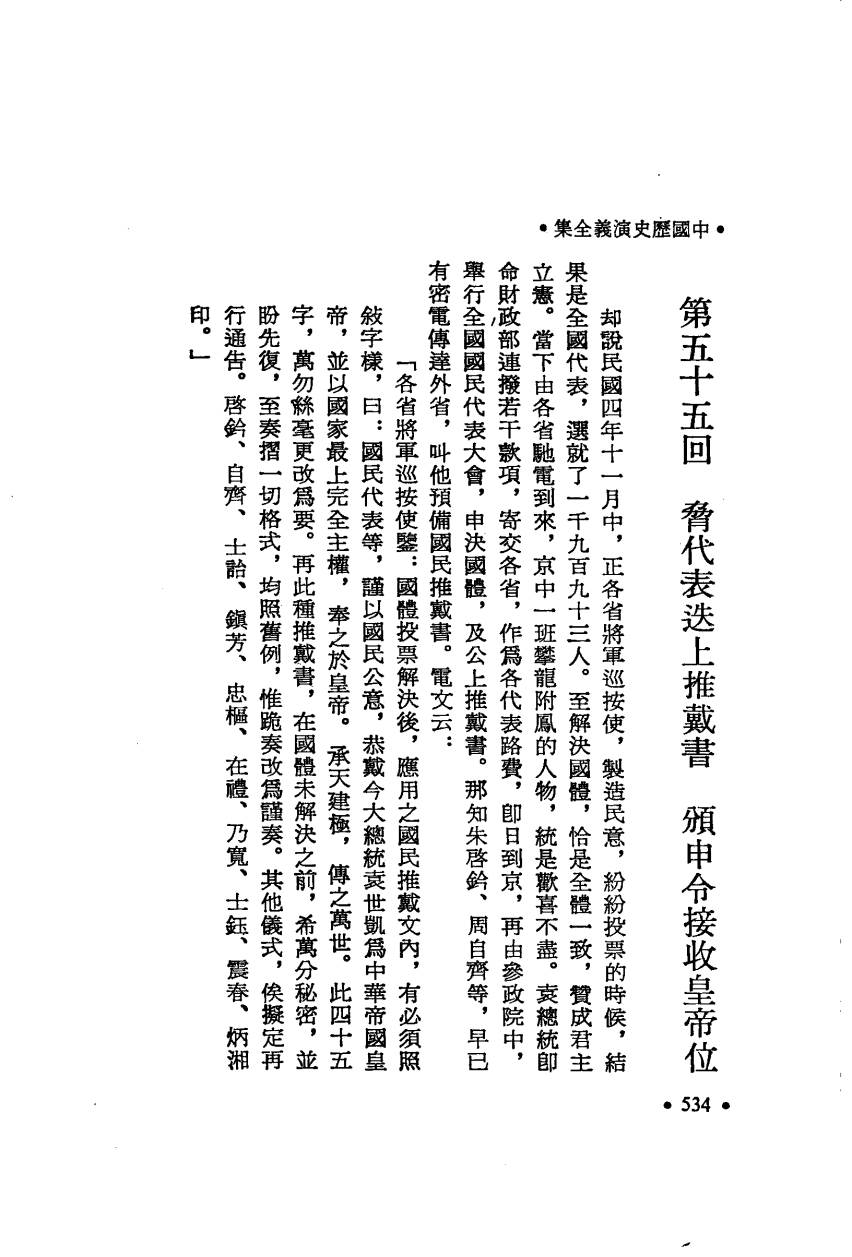 •中國歷史演義全集•
第五十五回　脅代表迭上推戴書　頒申令接收皇帝位
却說民國四年十一月中，正各省將軍巡按使，製造民意，紛紛投票的時候，結
果是全國代表，選就了一千九百九十三人。至解決國體，恰是全體一致，贊成君主
立憲。當下由各省馳電到來，京中一班攀龍附鳳的人物，統是歡喜不盡。袁總統卽
命財政部連撥若干款項，寄交各省，作爲各代表路費，卽日到京，再由參政院中，
舉行全國國民代表大會，申決國體，及公上推戴書。那知朱啓鈐、周自齊等，早已
有密電傳達外省，叫他預備國民推戴書。電文云：
「各省將軍巡按使鑒：國體投票解決後，應用之國民推戴文內，有必須照
敍字樣，曰：國民代表等，謹以國民公意，恭戴今大總統袁世凱爲中華帝國皇
帝，並以國家最上完全主權，奉之於皇帝。承天建極，傳之萬世。此四十五
字，萬勿絲毫更改爲要。再此種推戴書，在國體未解決之前，希萬分秘密，並
盼先復，至奏摺一切格式，均照舊例，惟跪奏改爲謹奏。其他儀式，俟擬定再
行通告。啓鈐、自齊、士詒、鎭芳、忠樞、在禮、乃寬、士鈺、震春、炳湘
印。」
•534•